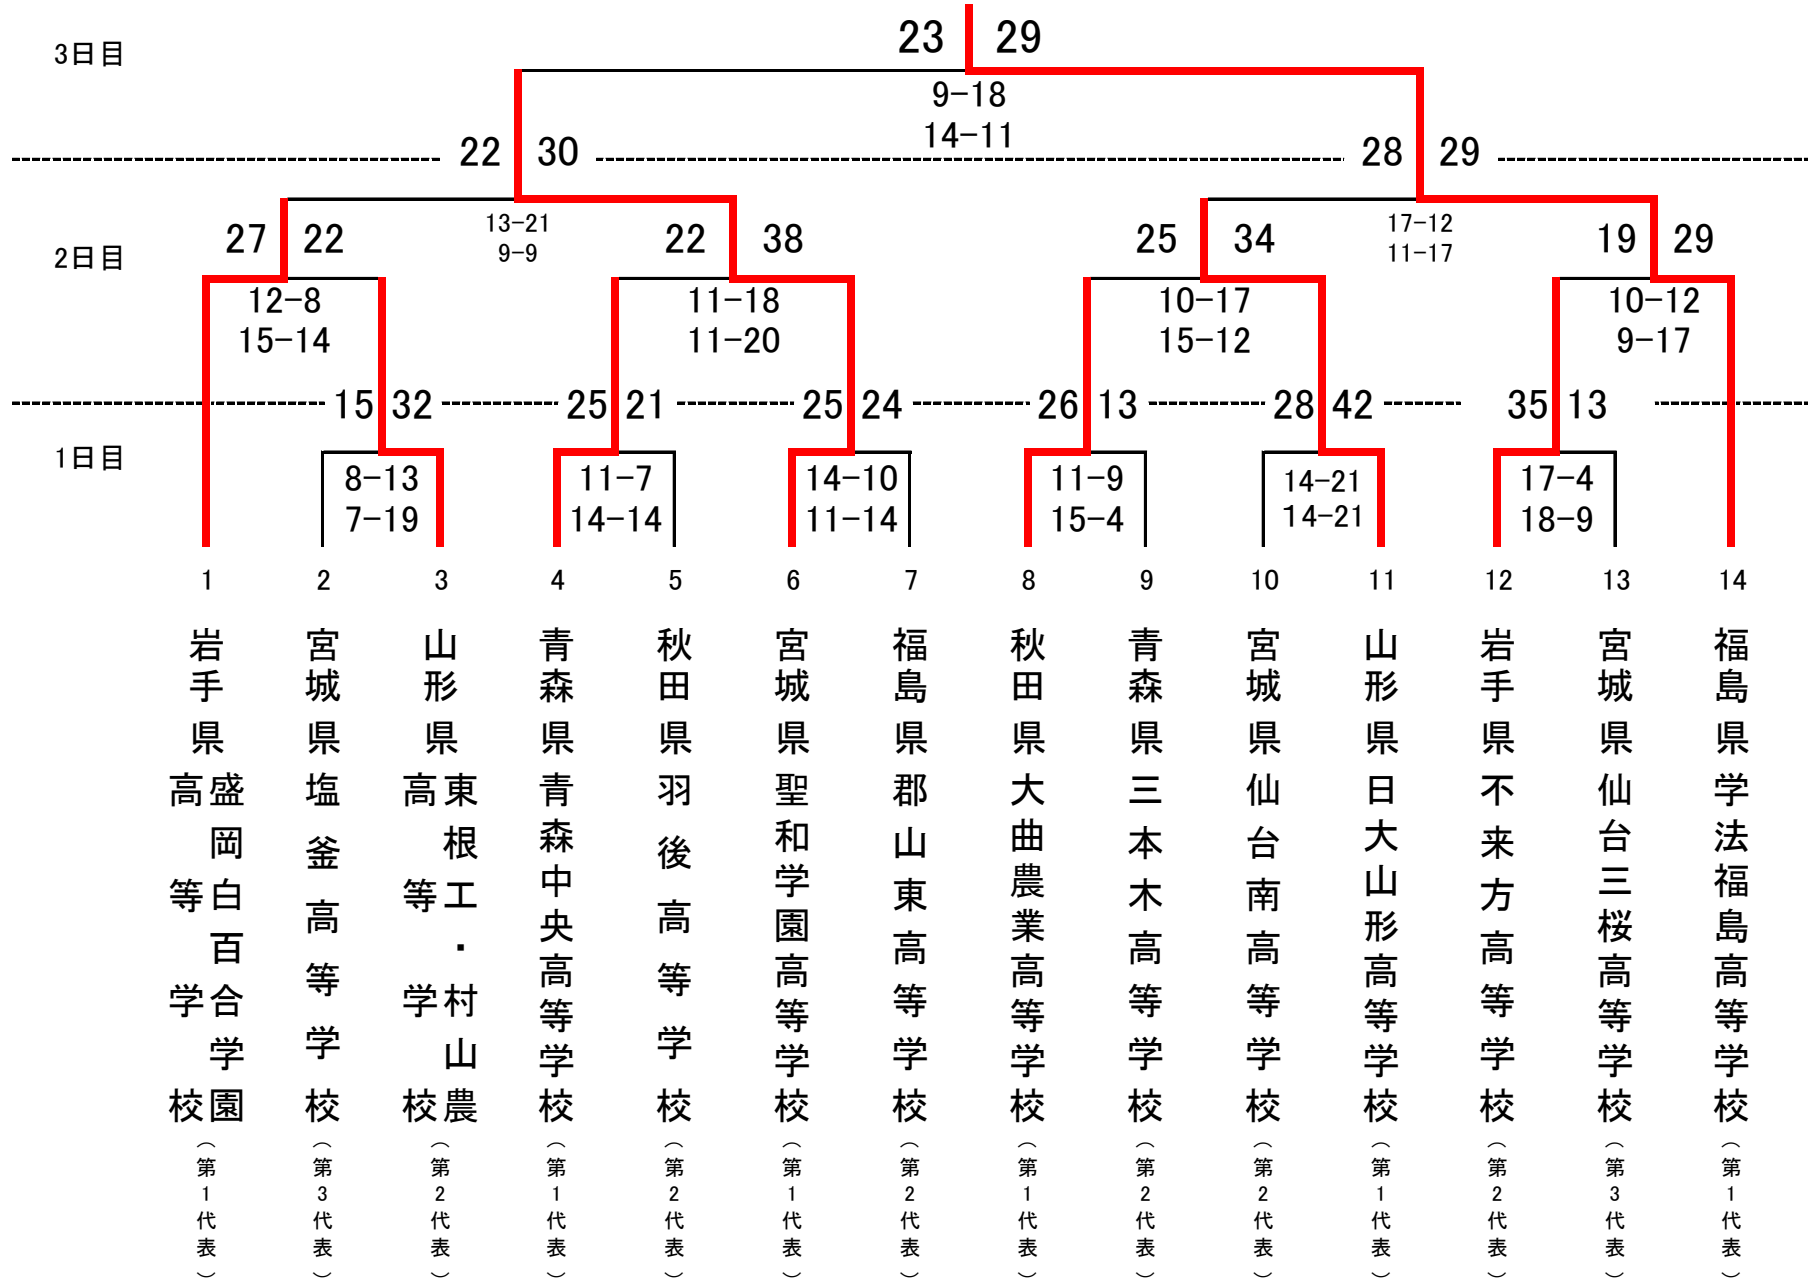 23 29
3日目
9-18
14-11
22 30 28 29
13-21
9-9
17-12
11-17
27 22 22 38 25 34 19 29
2日目
12-8
15-14
11-18
11-20
10-17
15-12
10-12
9-17
15 32 25 21 25 24 26 13 28 42 35 13
1日目
8-13
7-19
11-7
14-14
14-10
11-14
11-9
15-4
14-21
14-21
17-4
18-9
1 2 3 4 5 6 7 8 9 10 11 12 13 14
岩手県盛岡白百合学園高等学校(第1代表)
宮城県塩釜高等学校(第3代表)
山形県東根工・村山農高等学校(第2代表)
青森県青森中央高等学校(第1代表)
秋田県羽後高等学校(第2代表)
宮城県聖和学園高等学校(第1代表)
福島県郡山東高等学校(第2代表)
秋田県大曲農業高等学校(第1代表)
青森県三本木高等学校(第2代表)
宮城県仙台南高等学校(第2代表)
山形県日大山形高等学校(第1代表)
岩手県不来方高等学校(第2代表)
宮城県仙台三桜高等学校(第3代表)
福島県学法福島高等学校(第1代表)